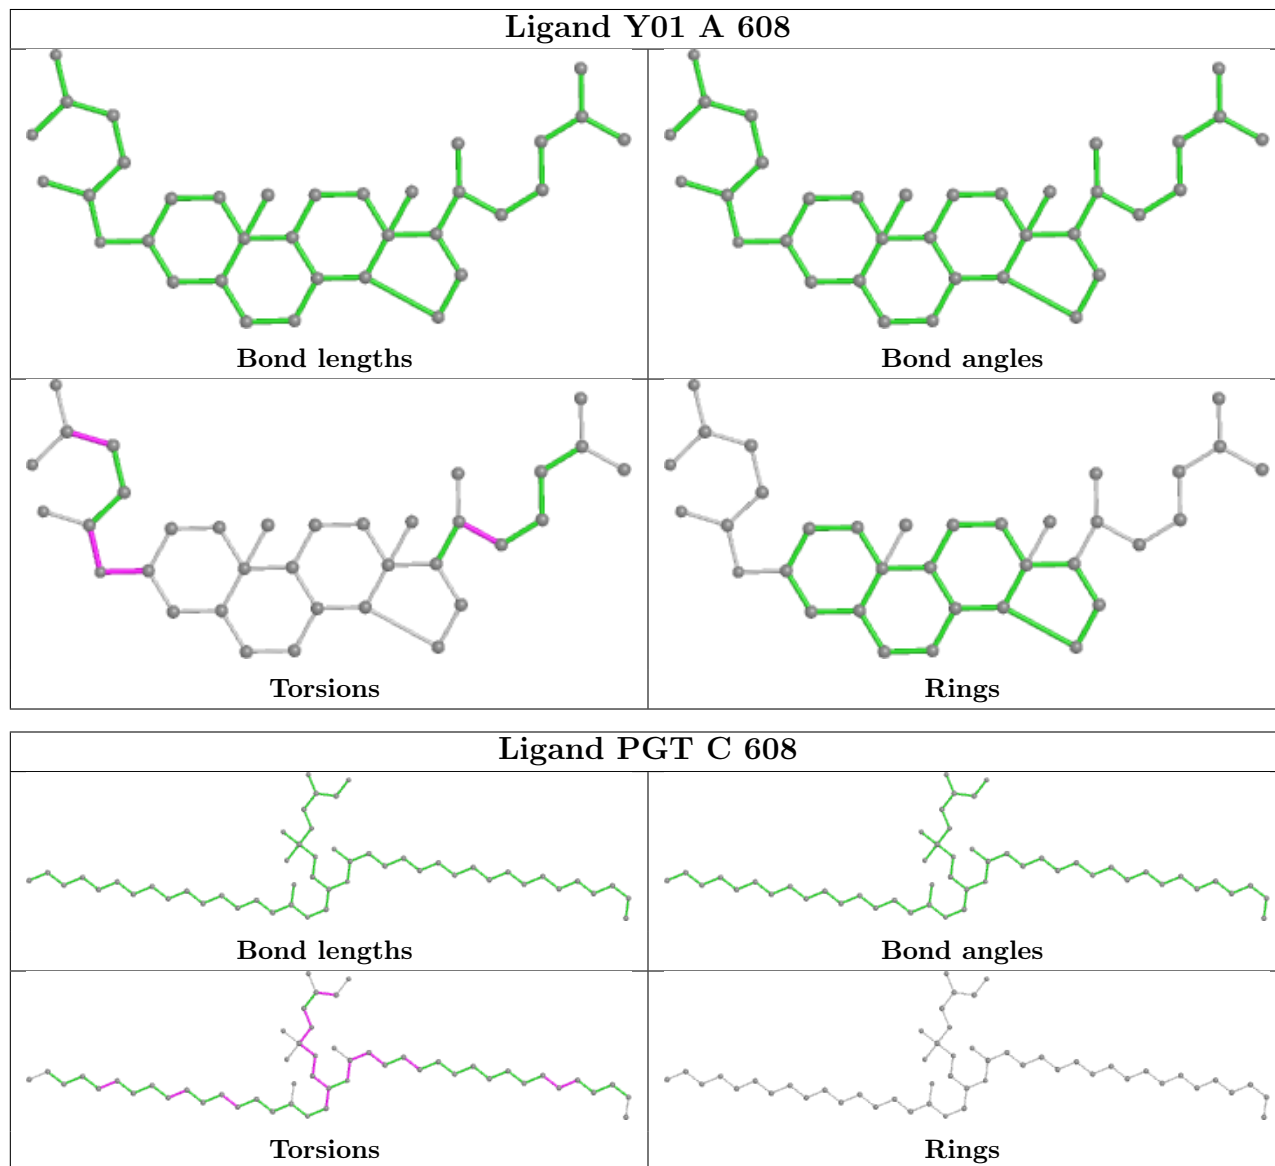 Ligand Y01 A 608
Bond lengths
Bond angles
Torsions
Rings
Ligand PGT C 608
Bond lengths
Bond angles
Torsions
Rings